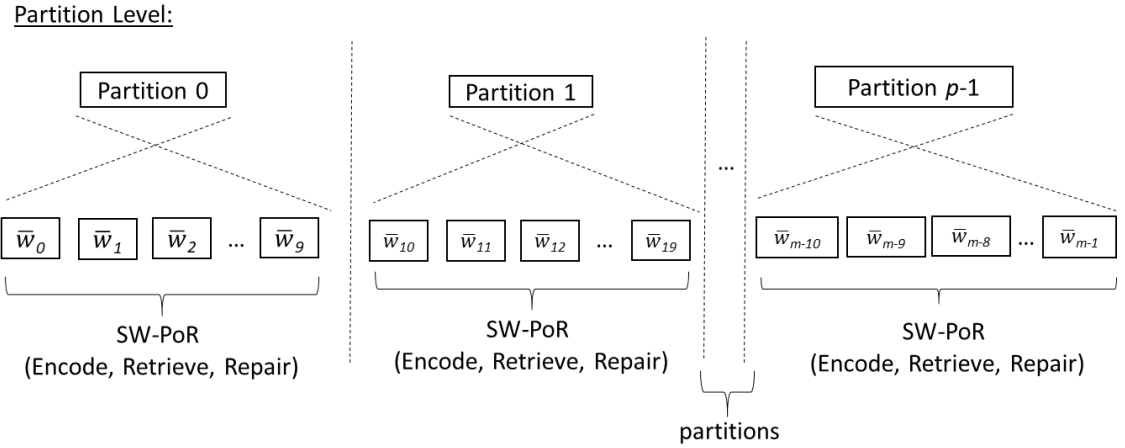 Partition Level:
Partition 0
Partition 1
...
Partition p-1
w̅0 w̅1 w̅2 ... w̅9
w̅10 w̅11 w̅12 ... w̅19
w̅m-10 w̅m-9 w̅m-8 ... w̅m-1
SW-PoR
(Encode, Retrieve, Repair)
SW-PoR
(Encode, Retrieve, Repair)
SW-PoR
(Encode, Retrieve, Repair)
partitions